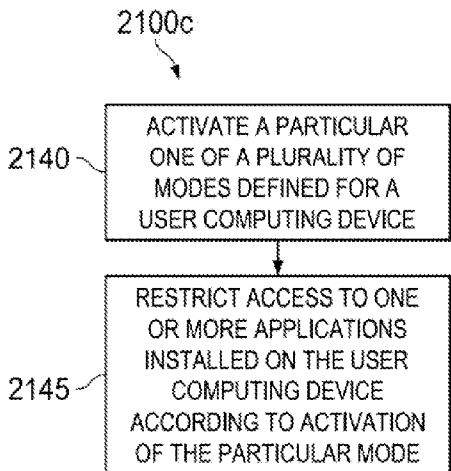 2100c
2140
ACTIVATE A PARTICULAR
ONE OF A PLURALITY OF
MODES DEFINED FOR A
USER COMPUTING DEVICE
2145
RESTRICT ACCESS TO ONE
OR MORE APPLICATIONS
INSTALLED ON THE USER
COMPUTING DEVICE
ACCORDING TO ACTIVATION
OF THE PARTICULAR MODE